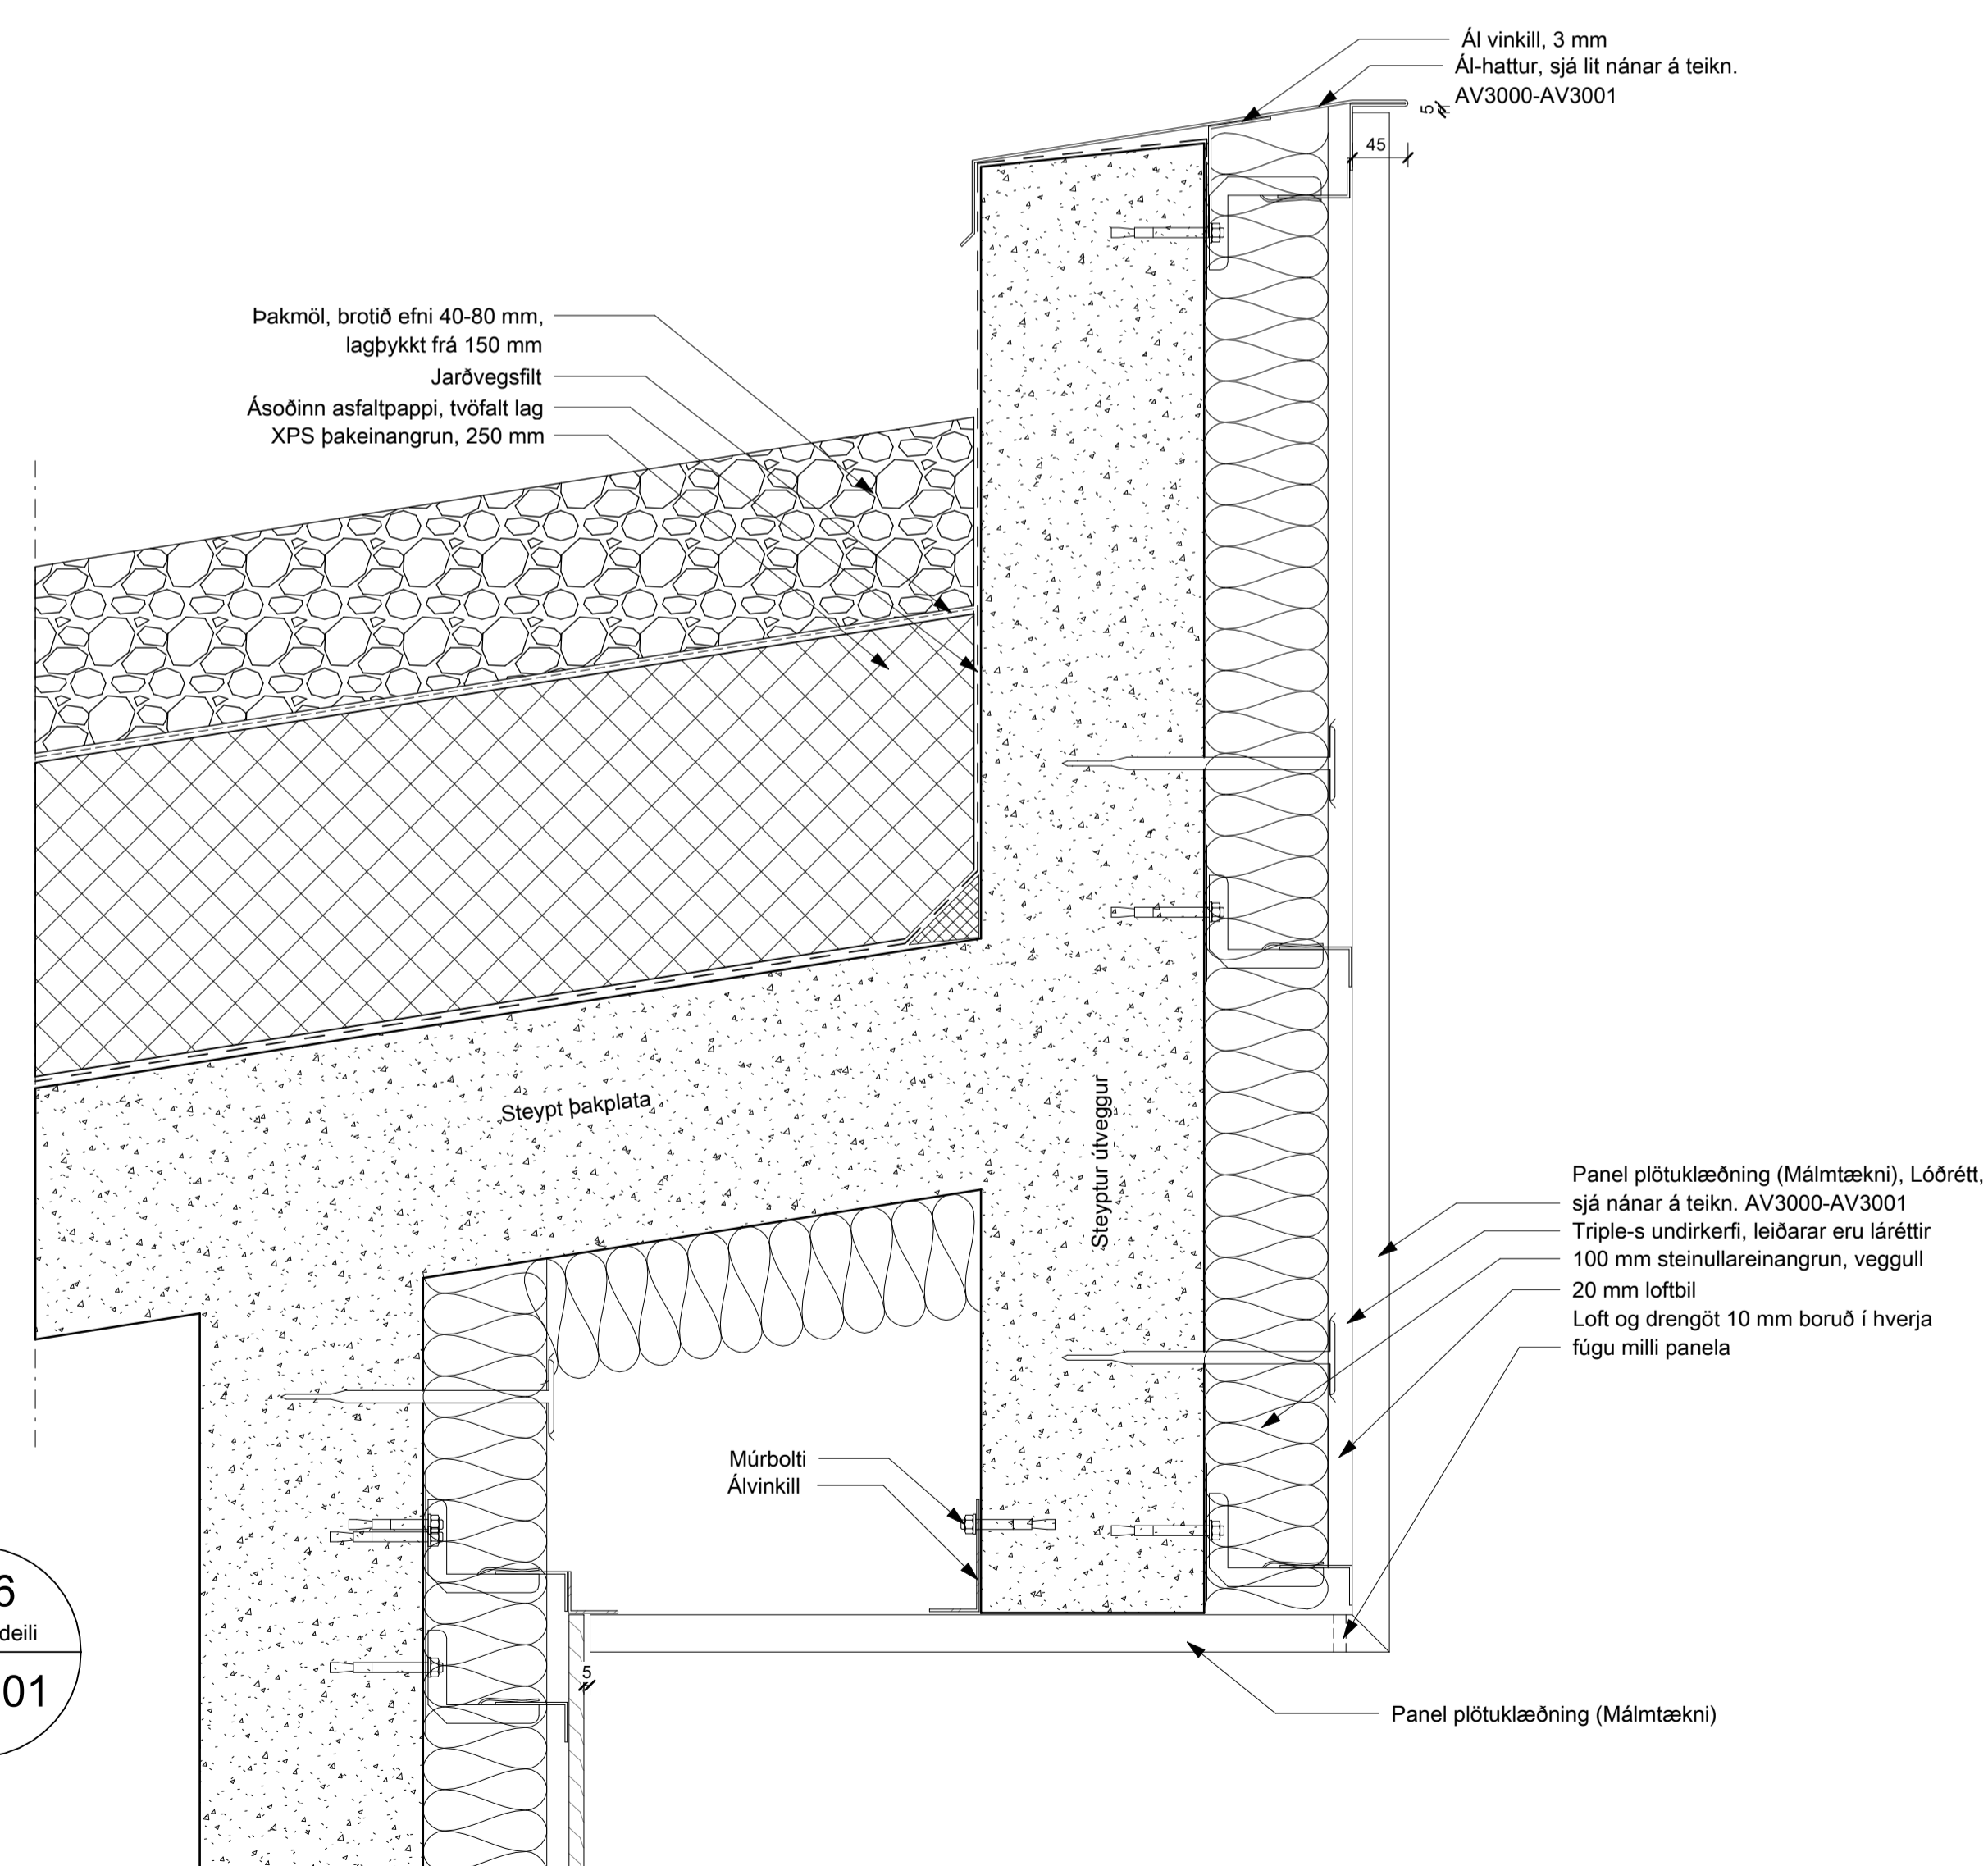 Ál vinkill, 3 mm
Ál-hattur, sjá lit nánar á teikn.
AV3000-AV3001
5
45
Þakmöl, brotið efni 40-80 mm,
lagþykkt frá 150 mm
Jarðvegsfilt
Ásoðinn asfaltpappi, tvöfalt lag
XPS þakeinangrun, 250 mm
Steypt þakplata
Steyptur útveggur
Panel plötuklæðning (Málmtækni), Lóðrétt,
sjá nánar á teikn. AV3000-AV3001
Triple-s undirkerfi, leiðarar eru láréttir
100 mm steinullareinangrun, veggull
20 mm loftbil
Loft og drengöt 10 mm boruð í hverja
fúgu milli panela
Múrbolti
Álvinkill
6
deili
01
5
Panel plötuklæðning (Málmtækni)